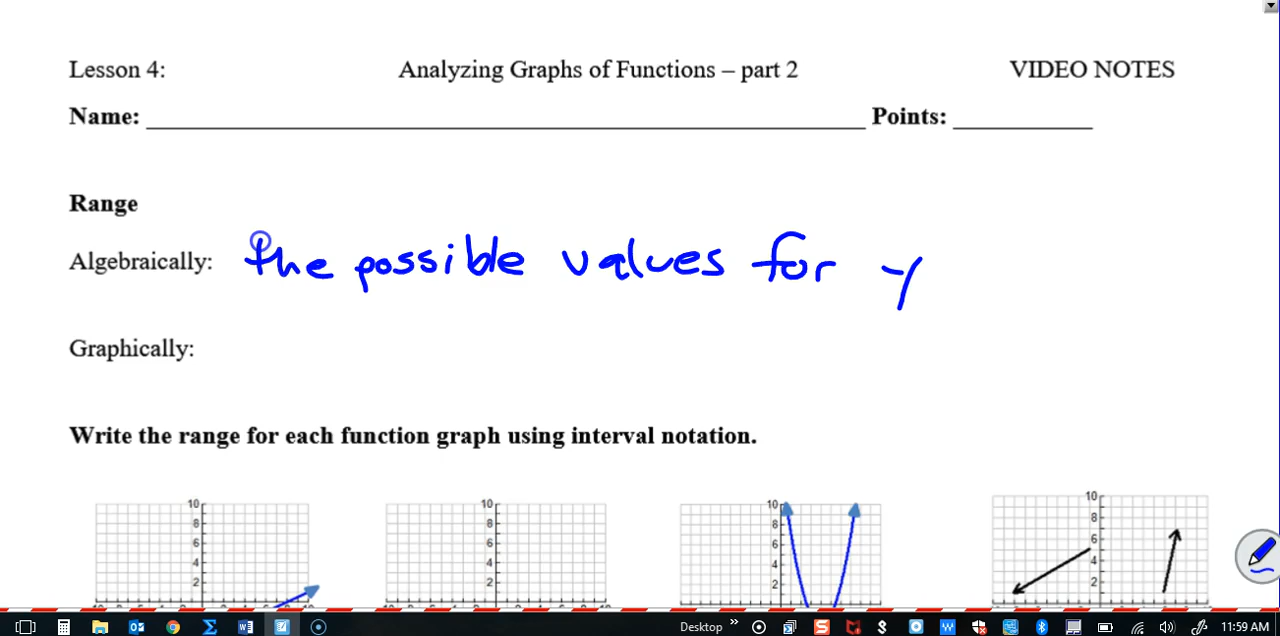 Lesson 4: Analyzing Graphs of Functions – part 2 VIDEO NOTES
Name: Points:
Range
Algebraically: the possible values for y
Graphically:
Write the range for each function graph using interval notation.
10 10 10 10
8 8 8 8
6 6 6 6
4 4 4 4
2 2 2 2
Desktop 11:59 AM